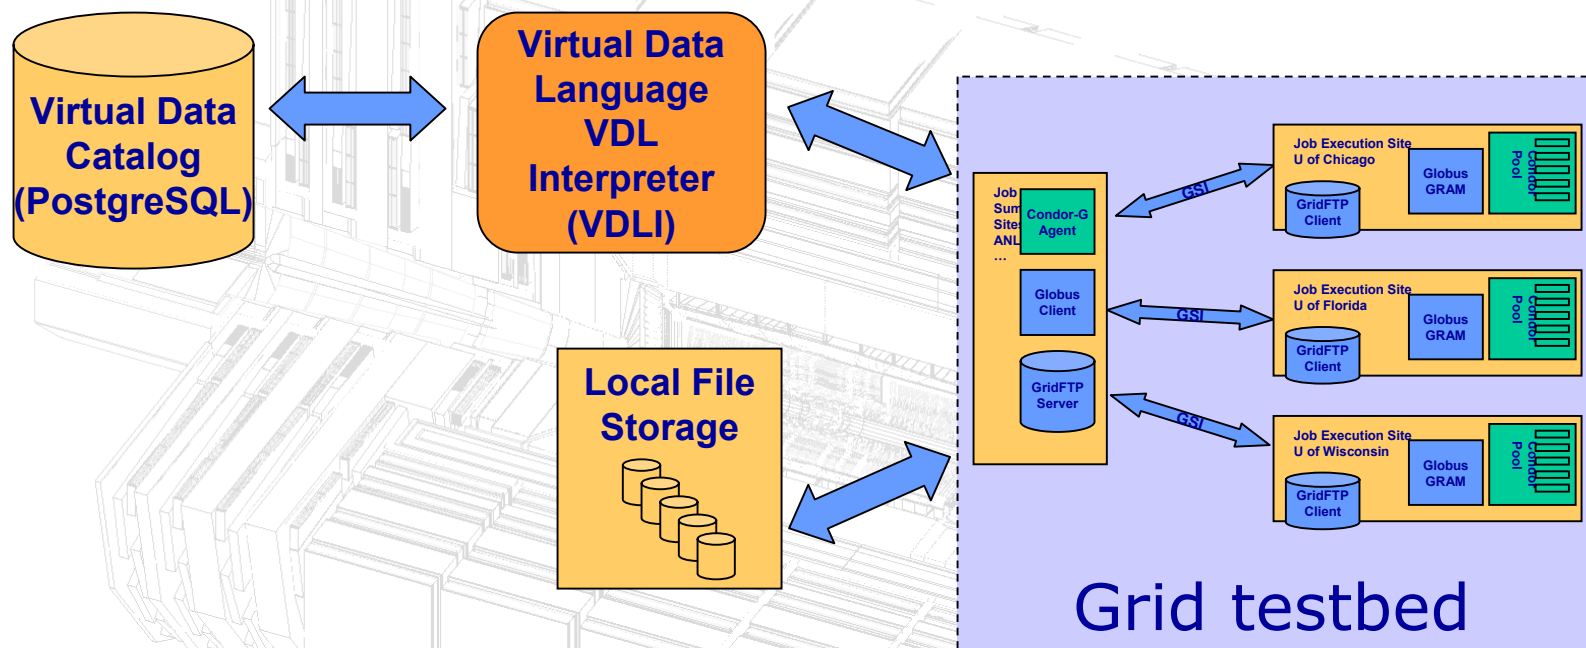 Virtual Data
Catalog
(PostgreSQL)
Virtual Data
Language
VDL
Interpreter
(VDLI)
Local File
Storage
Job
Sum
Sites
ANL
…
Condor-G
Agent
Globus
Client
GridFTP
Server
GSI
GSI
GSI
Job Execution Site
U of Chicago
GridFTP
Client
Globus
GRAM
Condor
Pool
Job Execution Site
U of Florida
GridFTP
Client
Globus
GRAM
Condor
Pool
Job Execution Site
U of Wisconsin
GridFTP
Client
Globus
GRAM
Condor
Pool
Grid testbed